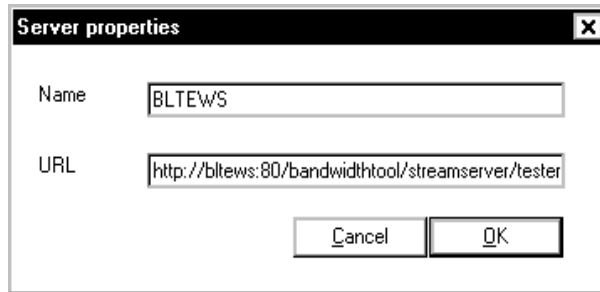 Server properties
Name BLTEWS
URL http://bltews:80/bandwidthtool/streamserver/tester
Cancel OK